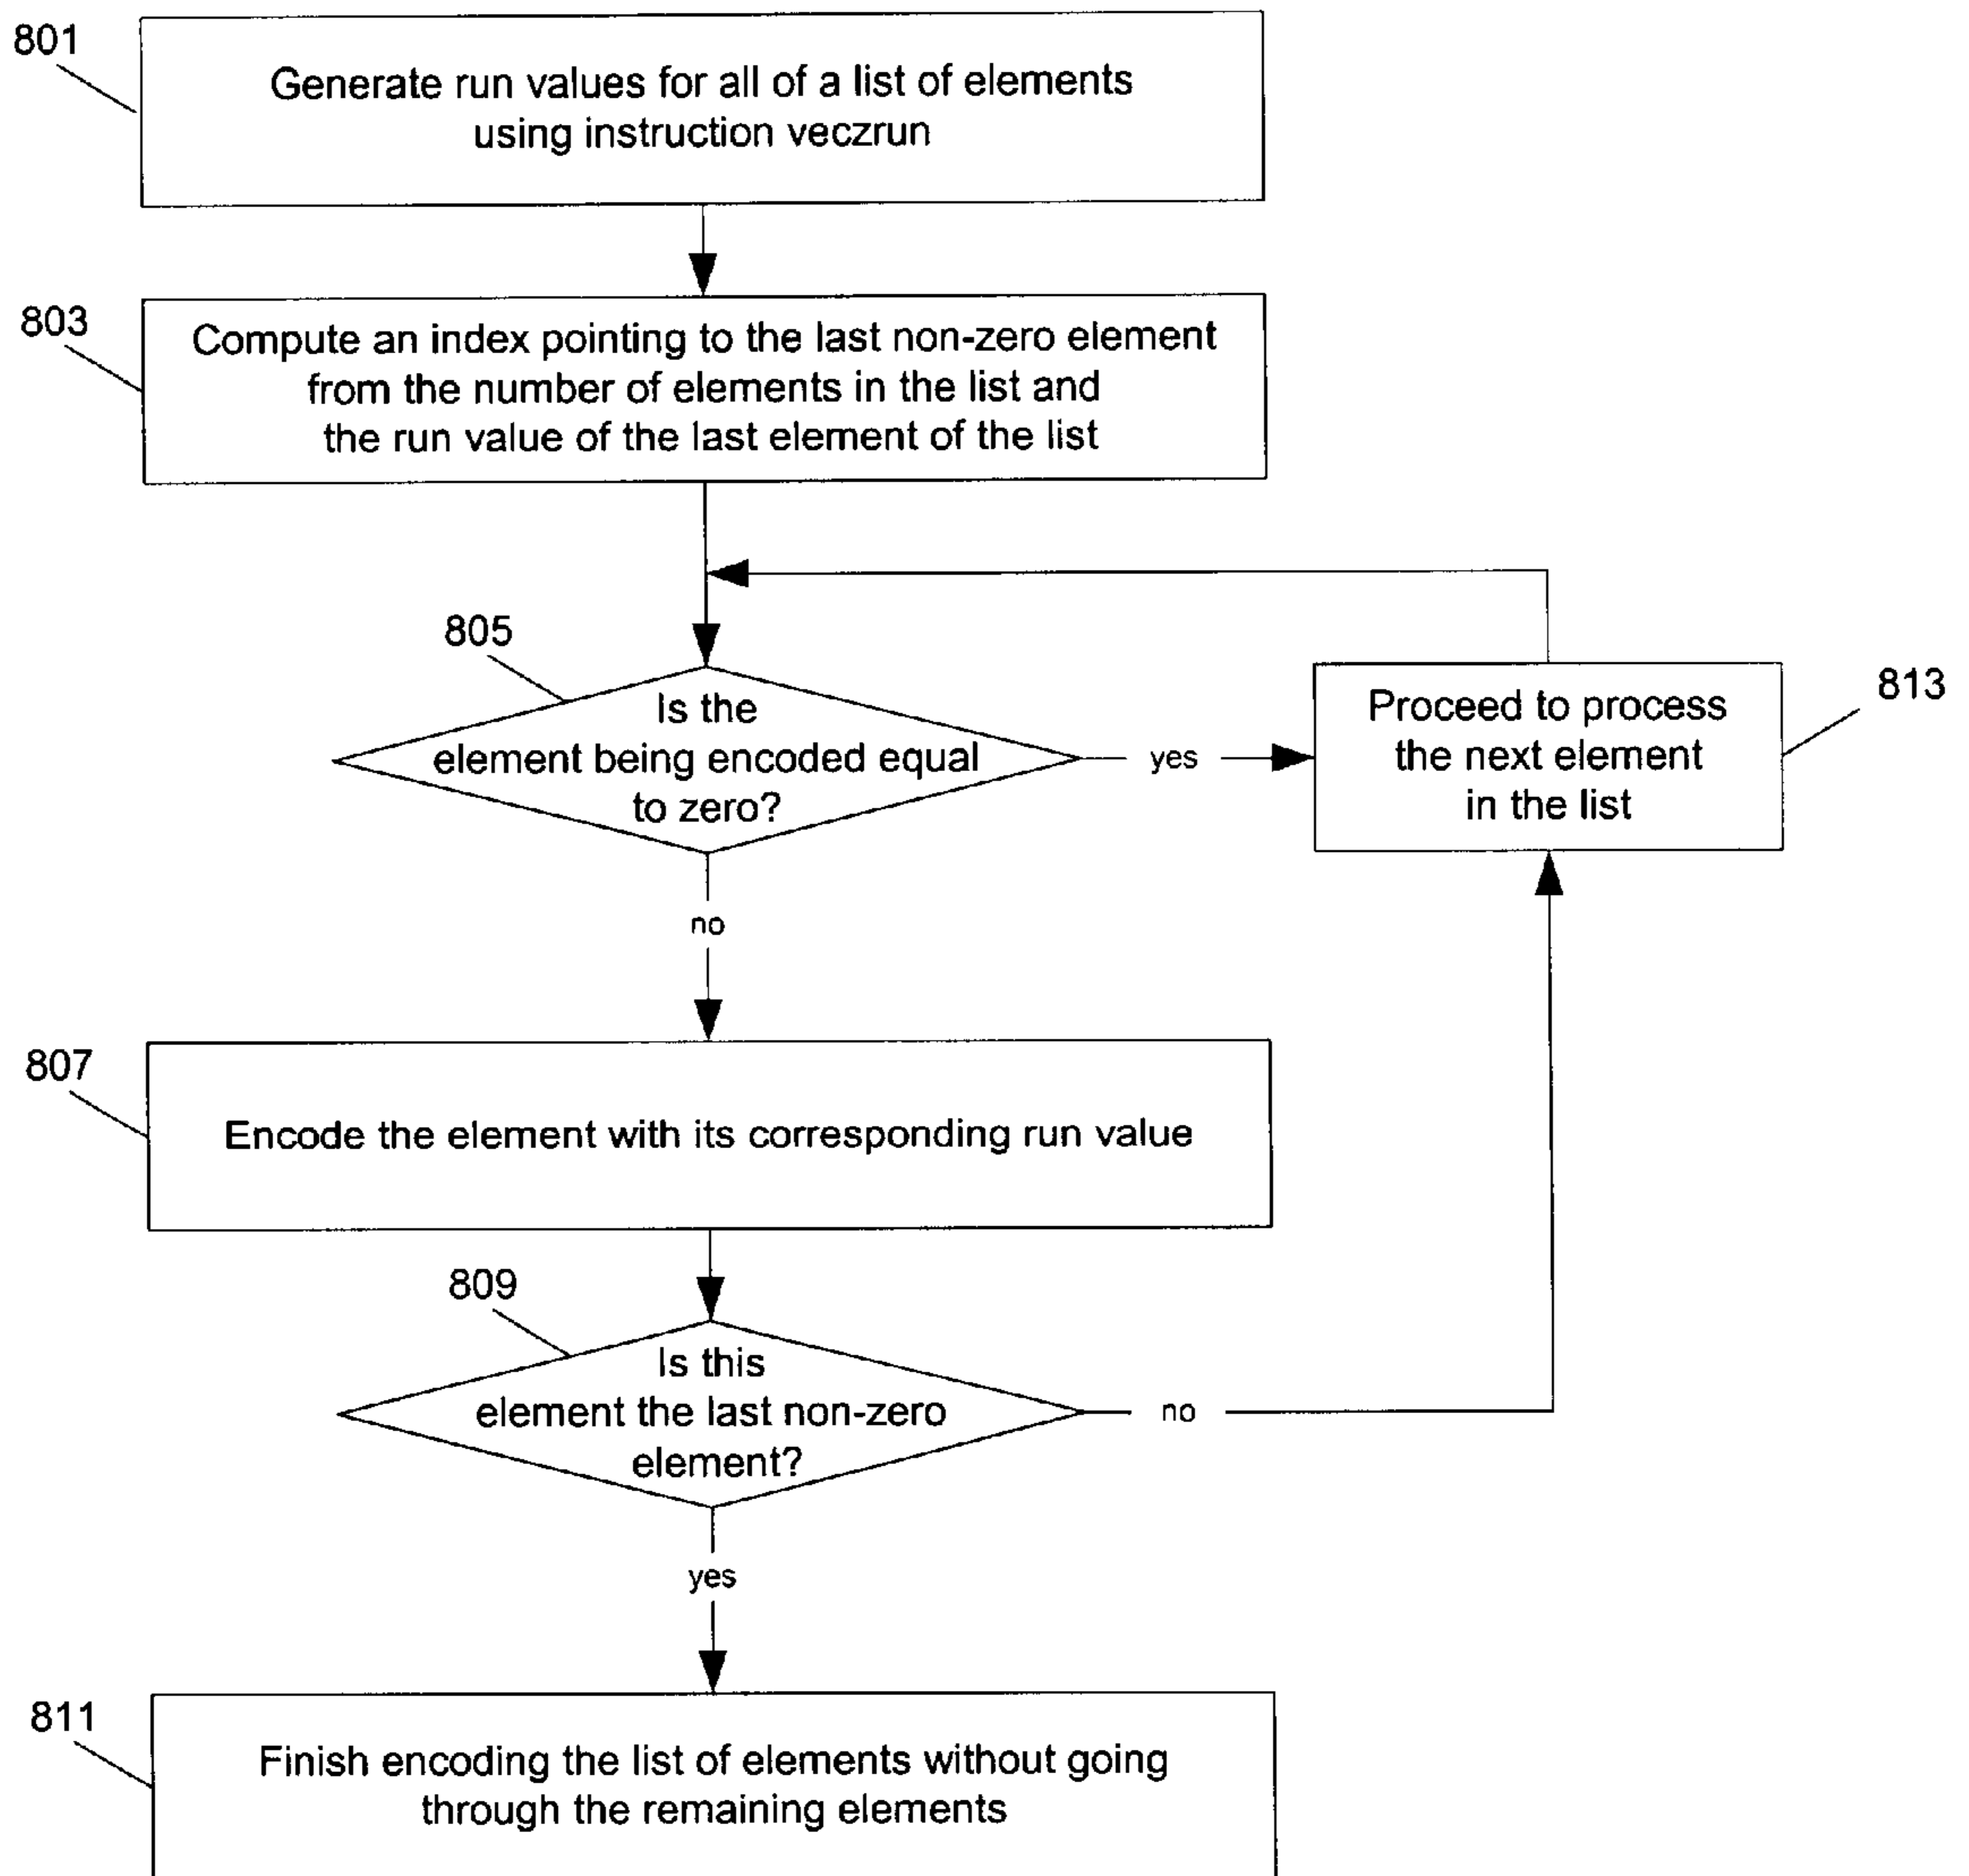 801
Generate run values for all of a list of elements
using instruction veczrun
803
Compute an index pointing to the last non-zero element
from the number of elements in the list and
the run value of the last element of the list
805
Is the
element being encoded equal
to zero?
yes
Proceed to process
the next element
in the list
813
no
807
Encode the element with its corresponding run value
809
Is this
element the last non-zero
element?
no
yes
811
Finish encoding the list of elements without going
through the remaining elements